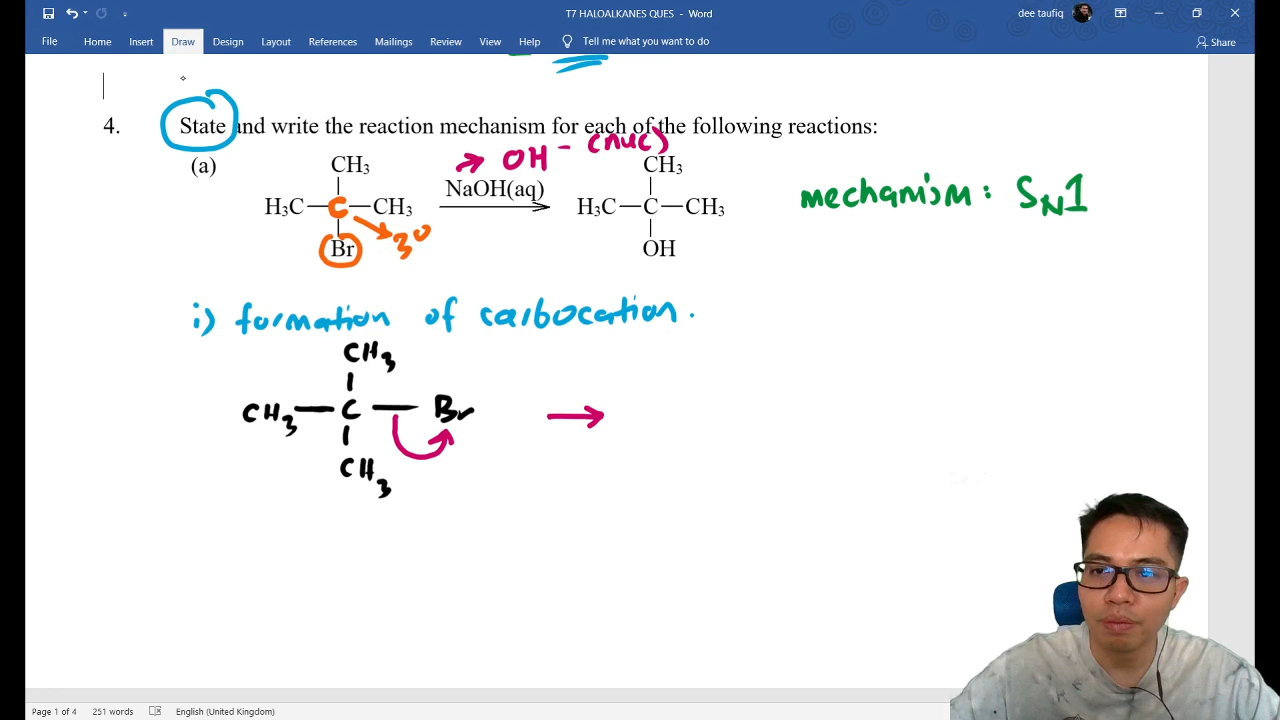 T7 HALOALKANES QUES - Word
dee taufiq
File Home Insert Draw Design Layout References Mailings Review View Help Tell me what you want to do Share
4. State and write the reaction mechanism for each of the following reactions:
(a)
CH3 → OH- (nuc) CH3
H3C—C—CH3 NaOH(aq) H3C—C—CH3 mechanism: SN1
Br 3° OH
i) formation of carbocation.
CH3
CH3—C—Br →
CH3
Page 1 of 4 251 words English (United Kingdom)